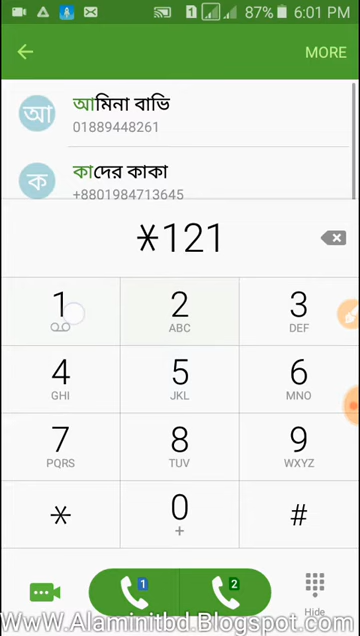 1 87% 6:01 PM
MORE
আ আমিনা বাভি
01889448261
ক কাদের কাকা
+8801984713645
*121
1 2 3
ABC DEF
4 5 6
GHI JKL MNO
7 8 9
PQRS TUV WXYZ
* 0 #
+
1 2
Hide
WwW.Alaminitbd.Blogspot.com